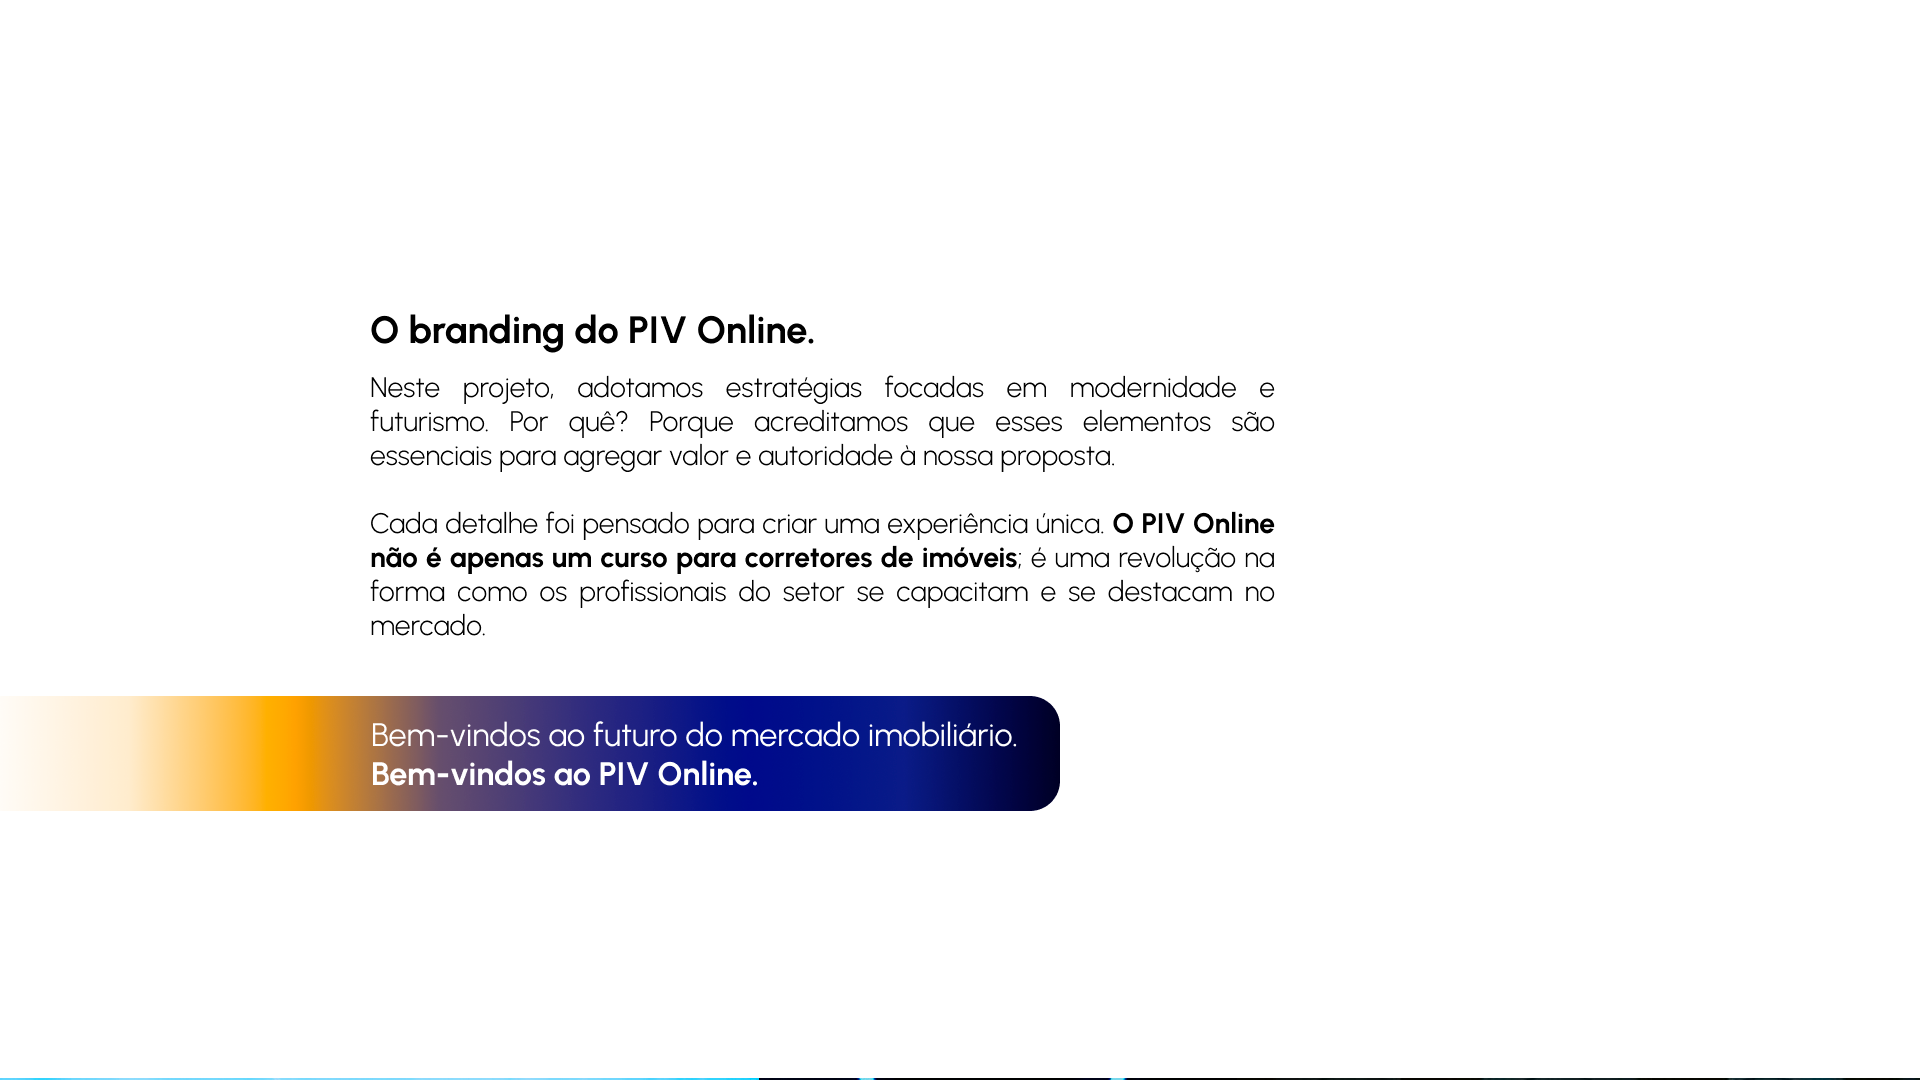 O branding do PIV Online.
Neste projeto, adotamos estratégias focadas em modernidade e
futurismo. Por quê? Porque acreditamos que esses elementos são
essenciais para agregar valor e autoridade à nossa proposta.
Cada detalhe foi pensado para criar uma experiência única. O PIV Online
não é apenas um curso para corretores de imóveis; é uma revolução na
forma como os profissionais do setor se capacitam e se destacam no
mercado.
Bem-vindos ao futuro do mercado imobiliário.
Bem-vindos ao PIV Online.